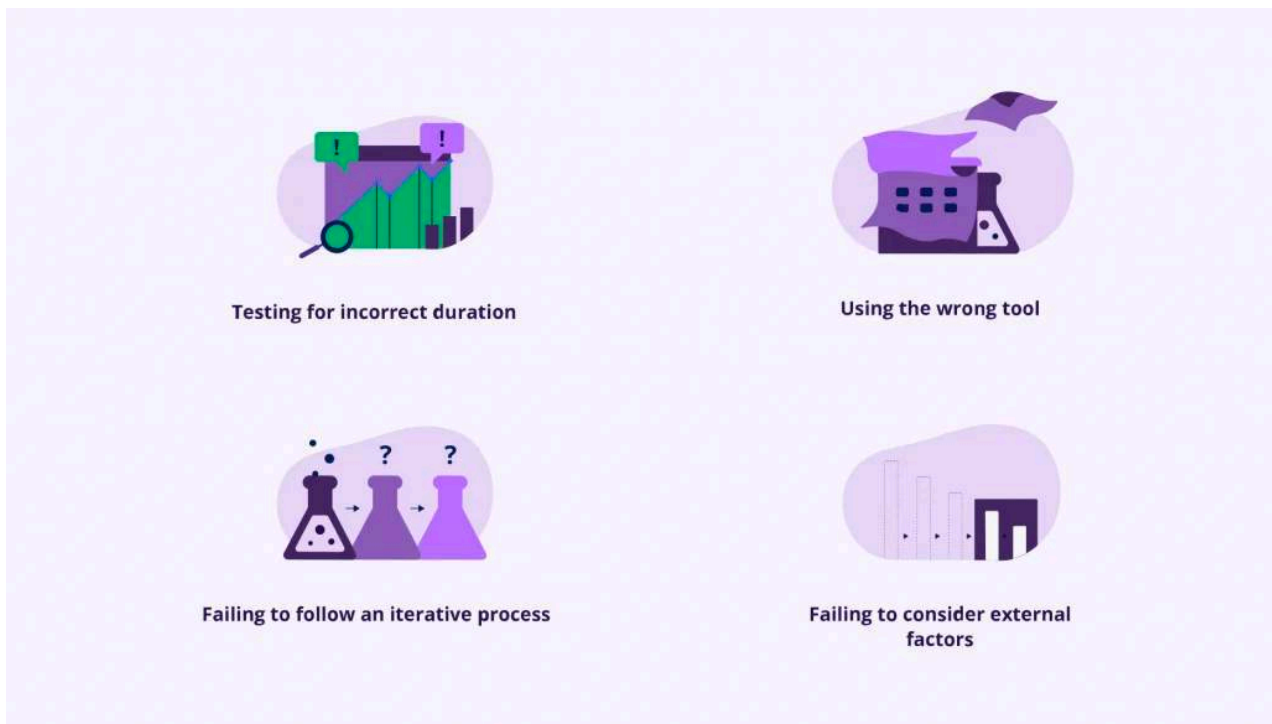 !
!
Testing for incorrect duration
Using the wrong tool
?
?
Failing to follow an iterative process
Failing to consider external
factors